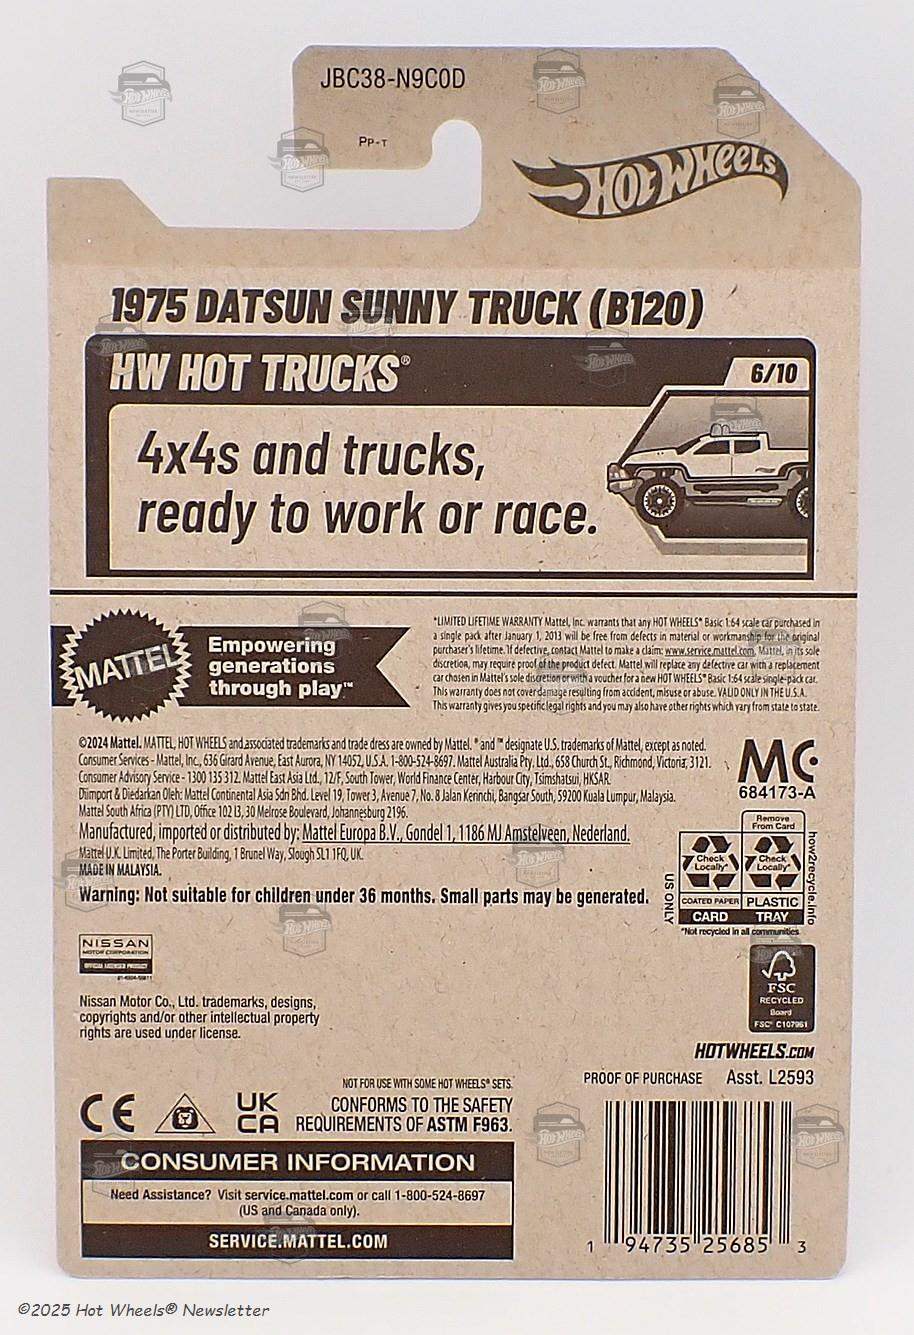 JBC38-N9C0D
PP-T
HOT WHEELS
1975 DATSUN SUNNY TRUCK (B120)
HW HOT TRUCKS®
6/10
4x4s and trucks,
ready to work or race.
MATTEL
Empowering
generations
through play™
*LIMITED LIFETIME WARRANTY Mattel, Inc. warrants that any HOT WHEELS® Basic 1:64 scale car purchased in
a single pack after January 1, 2013 will be free from defects in material or workmanship for the original
purchaser's lifetime. If defective, contact Mattel to make a claim: www.service.mattel.com. Mattel, in its sole
discretion, may require proof of the product defect. Mattel will replace any defective car with a replacement
car chosen in Mattel's sole discretion or with a voucher for a new HOT WHEELS® Basic 1:64 scale single-pack car.
This warranty does not cover damage resulting from accident, misuse or abuse. VALID ONLY IN THE U.S.A.
This warranty gives you specific legal rights and you may also have other rights which vary from state to state.
©2024 Mattel. MATTEL, HOT WHEELS and associated trademarks and trade dress are owned by Mattel. ® and ™ designate U.S. trademarks of Mattel, except as noted.
Consumer Services - Mattel, Inc., 636 Girard Avenue, East Aurora, NY 14052, U.S.A. 1-800-524-8697. Mattel Australia Pty. Ltd., 658 Church St., Richmond, Victoria, 3121.
Consumer Advisory Service - 1300 135 312. Mattel East Asia Ltd., 12/F, South Tower, World Finance Center, Harbour City, Tsimshatsui, HKSAR.
Diimport & Diedarkan Oleh: Mattel Continental Asia Sdn Bhd. Level 19, Tower 3, Avenue 7, No. 8 Jalan Kerinchi, Bangsar South, 59200 Kuala Lumpur, Malaysia.
Mattel South Africa (PTY) LTD, Office 102 I3, 30 Melrose Boulevard, Johannesburg 2196.
Manufactured, imported or distributed by: Mattel Europa B.V., Gondel 1, 1186 MJ Amstelveen, Nederland.
Mattel U.K. Limited, The Porter Building, 1 Brunel Way, Slough SL1 1FQ, UK.
MADE IN MALAYSIA.
Warning: Not suitable for children under 36 months. Small parts may be generated.
MC
684173-A
Remove
From Card
Check Locally*
Check Locally*
COATED PAPER
PLASTIC
CARD
TRAY
US ONLY
how2recycle.info
*Not recycled in all communities
NISSAN
MOTOR CORPORATION
OFFICIAL LICENSED PRODUCT
Nissan Motor Co., Ltd. trademarks, designs,
copyrights and/or other intellectual property
rights are used under license.
FSC
RECYCLED
Board
FSC® C107961
HOTWHEELS.COM
PROOF OF PURCHASE Asst. L2593
NOT FOR USE WITH SOME HOT WHEELS® SETS.
CE
UK
CA
CONFORMS TO THE SAFETY
REQUIREMENTS OF ASTM F963.
CONSUMER INFORMATION
Need Assistance? Visit service.mattel.com or call 1-800-524-8697
(US and Canada only).
SERVICE.MATTEL.COM
1 94735 25685 3
©2025 Hot Wheels® Newsletter